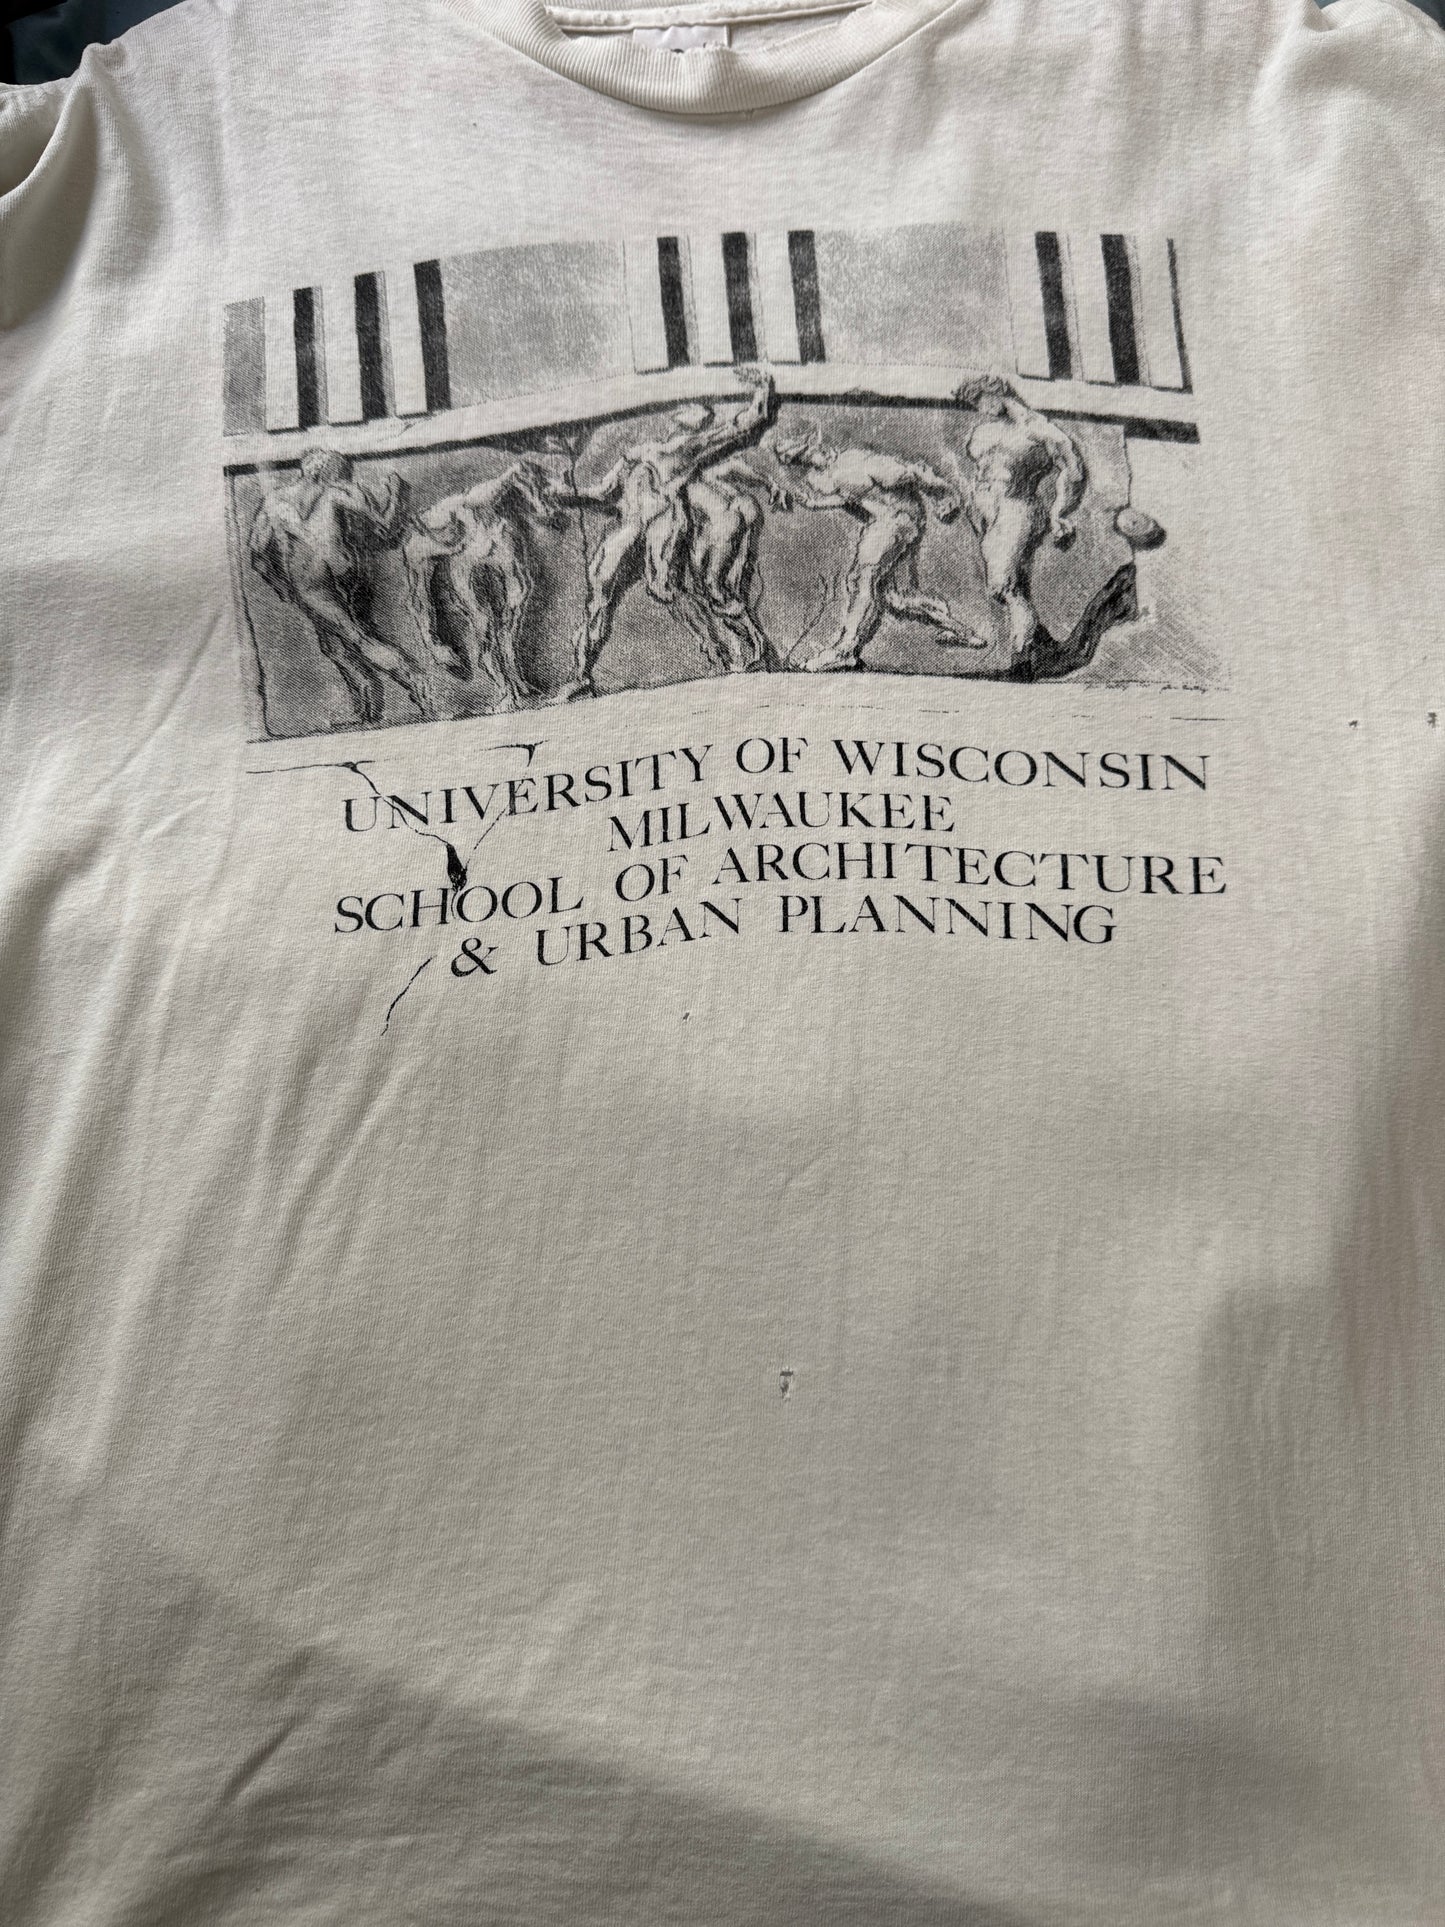 UNIVERSITY OF WISCONSIN
MILWAUKEE
SCHOOL OF ARCHITECTURE
& URBAN PLANNING